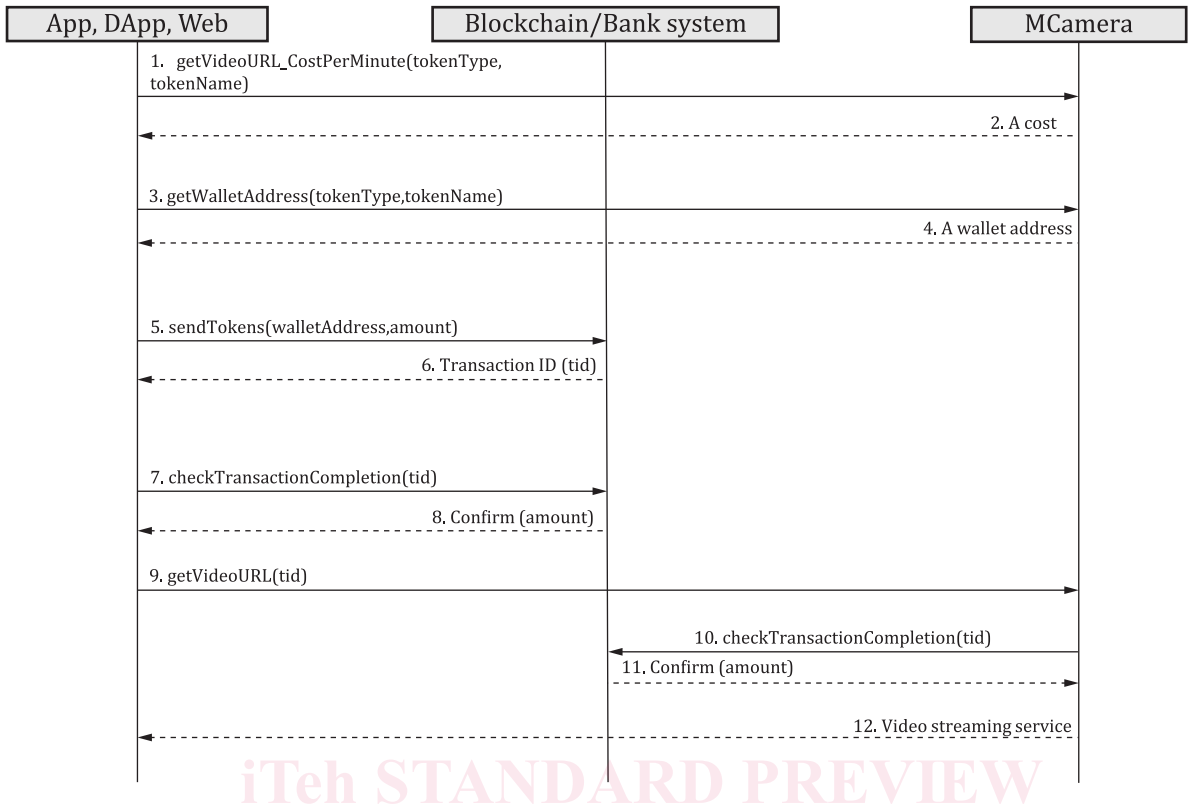 App, DApp, Web
Blockchain/Bank system
MCamera
1. getVideoURL_CostPerMinute(tokenType,
tokenName)
2. A cost
3. getWalletAddress(tokenType,tokenName)
4. A wallet address
5. sendTokens(walletAddress,amount)
6. Transaction ID (tid)
7. checkTransactionCompletion(tid)
8. Confirm (amount)
9. getVideoURL(tid)
10. checkTransactionCompletion(tid)
11. Confirm (amount)
12. Video streaming service
iTeh STANDARD PREVIEW